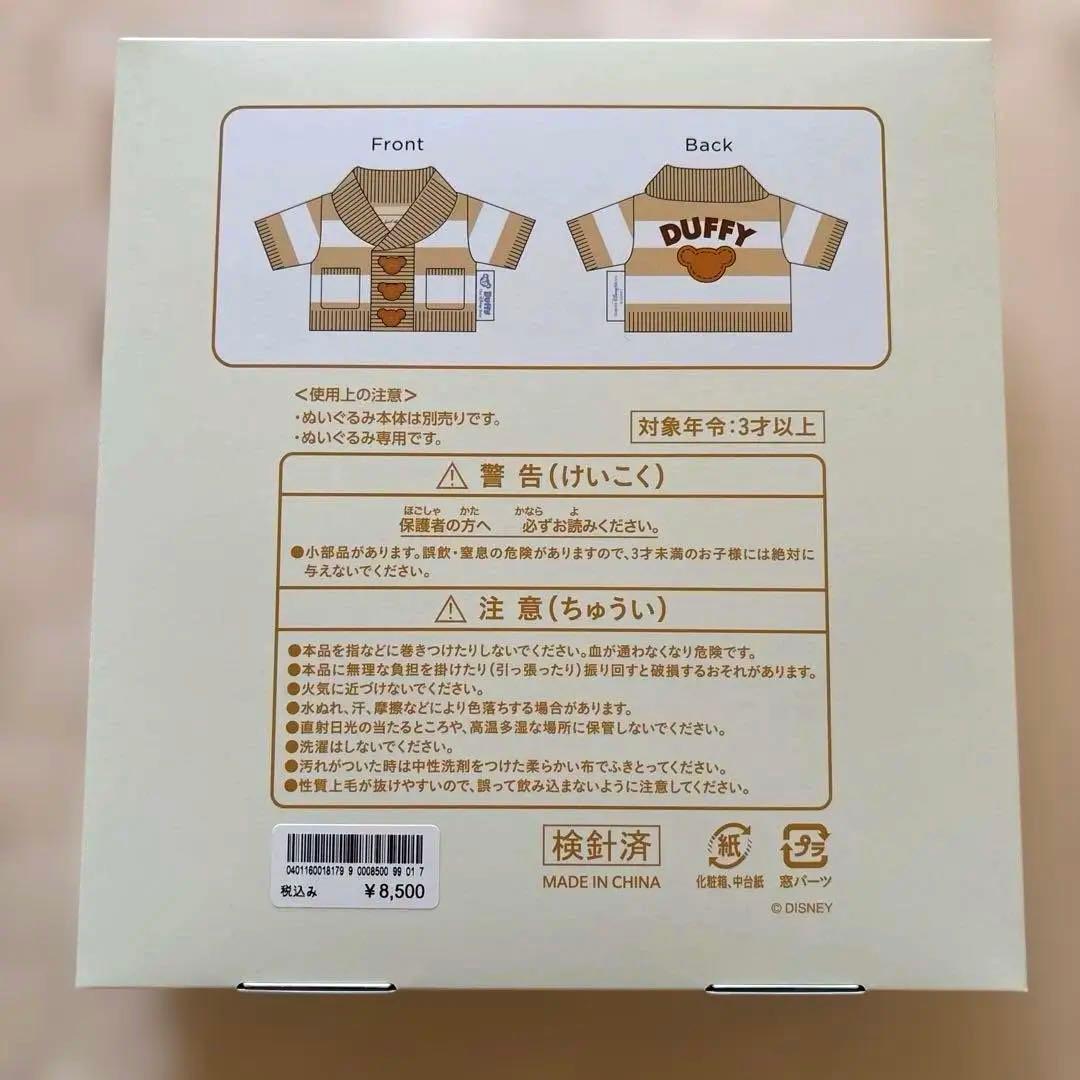 Front
Back
DUFFY
Duffy
＜使用上の注意＞
・ぬいぐるみ本体は別売りです。
・ぬいぐるみ専用です。
対象年令：3才以上
⚠ 警告（けいこく）
ほごしゃ かた かなら よ
保護者の方へ 必ずお読みください。
●小部品があります。誤飲・窒息の危険がありますので、3才未満のお子様には絶対に
与えないでください。
⚠ 注意（ちゅうい）
●本品を指などに巻きつけたりしないでください。血が通わなくなり危険です。
●本品に無理な負担を掛けたり（引っ張ったり）振り回すと破損するおそれがあります。
●火気に近づけないでください。
●水ぬれ、汗、摩擦などにより色落ちする場合があります。
●直射日光の当たるところや、高温多湿な場所に保管しないでください。
●洗濯はしないでください。
●汚れがついた時は中性洗剤をつけた柔らかい布でふきとってください。
●性質上毛が抜けやすいので、誤って飲み込まないように注意してください。
0401160018179 9 0008500 99 01 7
税込み ¥8,500
検針済
MADE IN CHINA
紙
化粧箱、中台紙
プラ
窓パーツ
© DISNEY